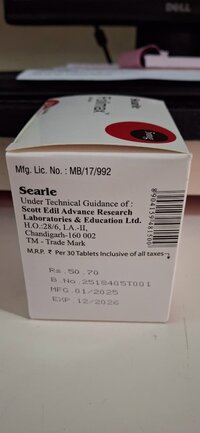 DELL
5mg
Mfg. Lic. No. : MB/17/992
Searle
Under Technical Guidance of :
Scott Edil Advance Research
Laboratories & Education Ltd.
H.O.:28/6, I.A.-II,
Chandigarh-160 002
TM - Trade Mark
M.R.P. ₹ Per 30 Tablets Inclusive of all taxes
Rs.50.70
B.No.2518405T001
MFG.01/2025
EXP.12/2026